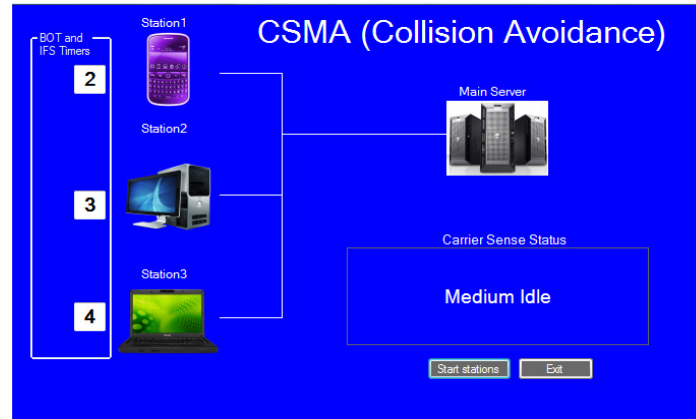 CSMA (Collision Avoidance)
BOT and
IFS Timers
Station1
2
Main Server
Station2
3
Carrier Sense Status
Medium Idle
Station3
4
Start stations
Exit